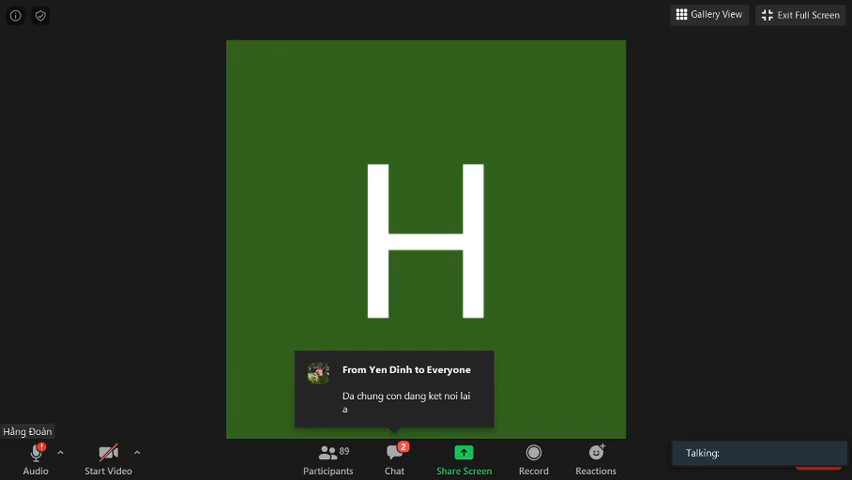 Gallery View
Exit Full Screen
H
From Yen Dinh to Everyone
Da chung con dang ket noi lai
a
Hằng Đoàn
Audio
Start Video
89
Participants
2
Chat
Share Screen
Record
Reactions
Talking: